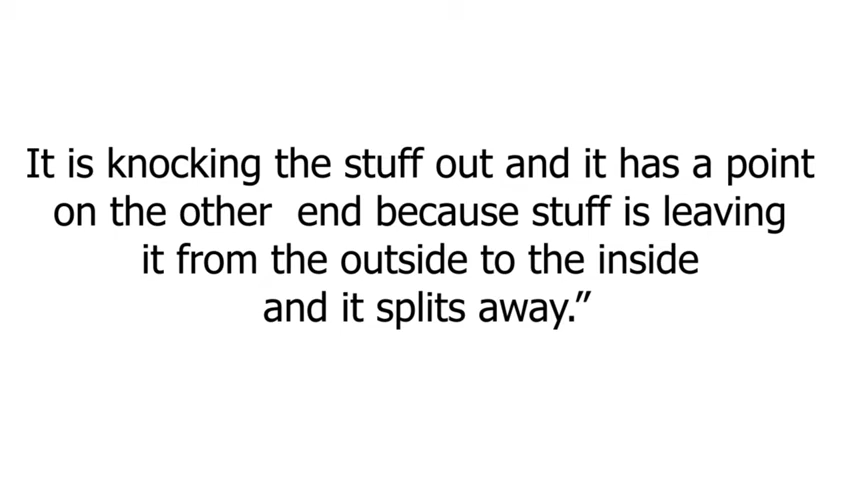 It is knocking the stuff out and it has a point
on the other  end because stuff is leaving
it from the outside to the inside
and it splits away.”